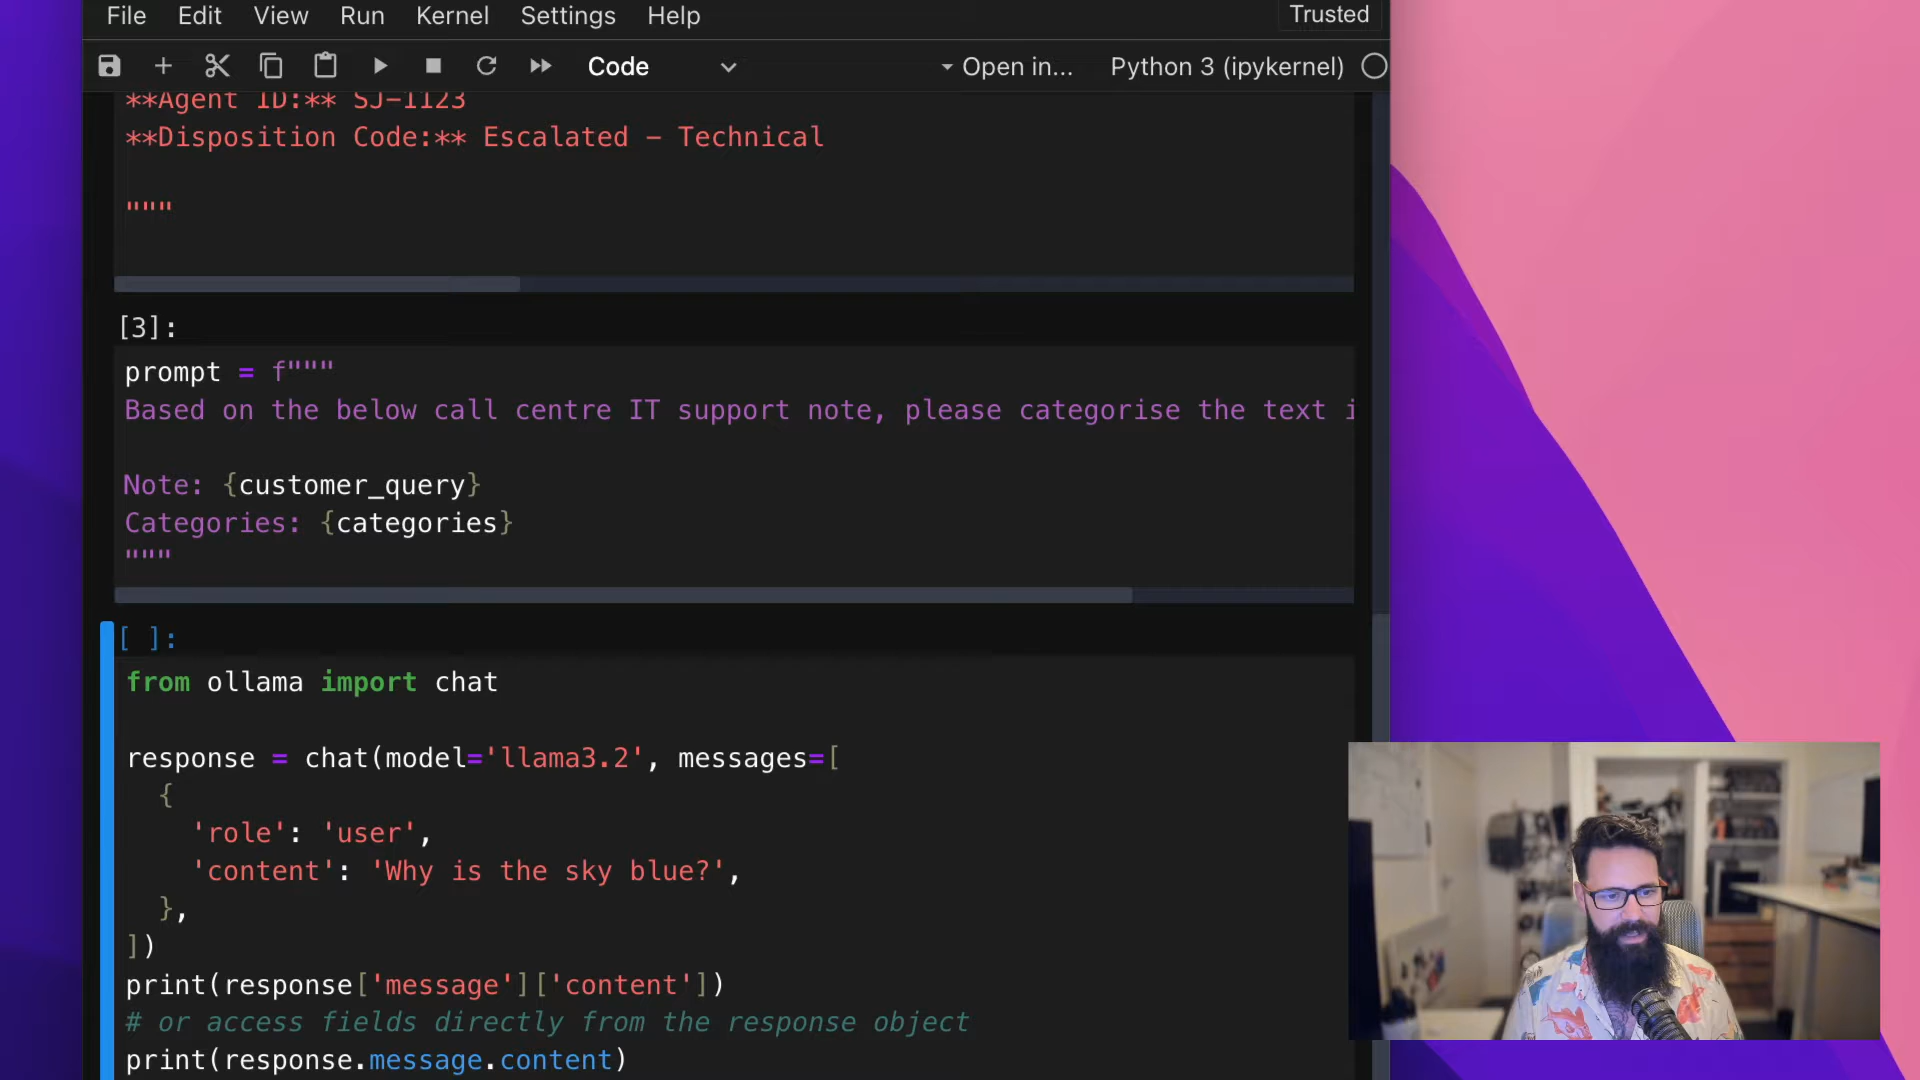 File Edit View Run Kernel Settings Help Trusted
Code Open in... Python 3 (ipykernel)
**Agent ID:** SJ-1123
**Disposition Code:** Escalated - Technical
"""
[3]:
prompt = f"""
Based on the below call centre IT support note, please categorise the text i
Note: {customer_query}
Categories: {categories}
"""
[ ]:
from ollama import chat
response = chat(model='llama3.2', messages=[
{
'role': 'user',
'content': 'Why is the sky blue?',
},
])
print(response['message']['content'])
# or access fields directly from the response object
print(response.message.content)